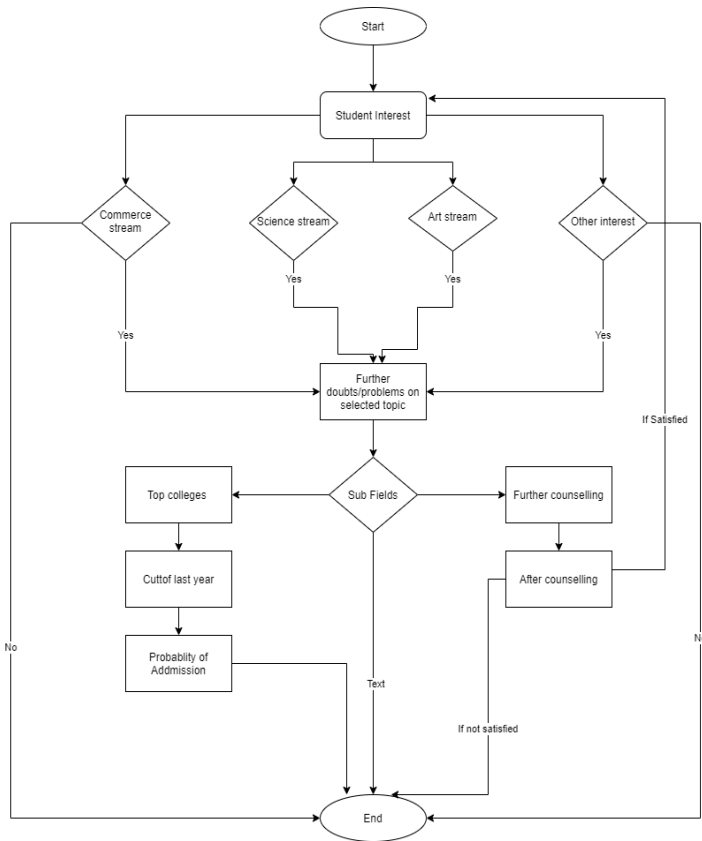 Start
Student Interest
Commerce
stream
Science stream
Art stream
Other interest
Yes
Yes
Yes
Yes
Further
doubts/problems on
selected topic
If Satisfied
Top colleges
Sub Fields
Further counselling
Cuttof last year
After counselling
No
Probablity of
Addmission
N
Text
If not satisfied
End